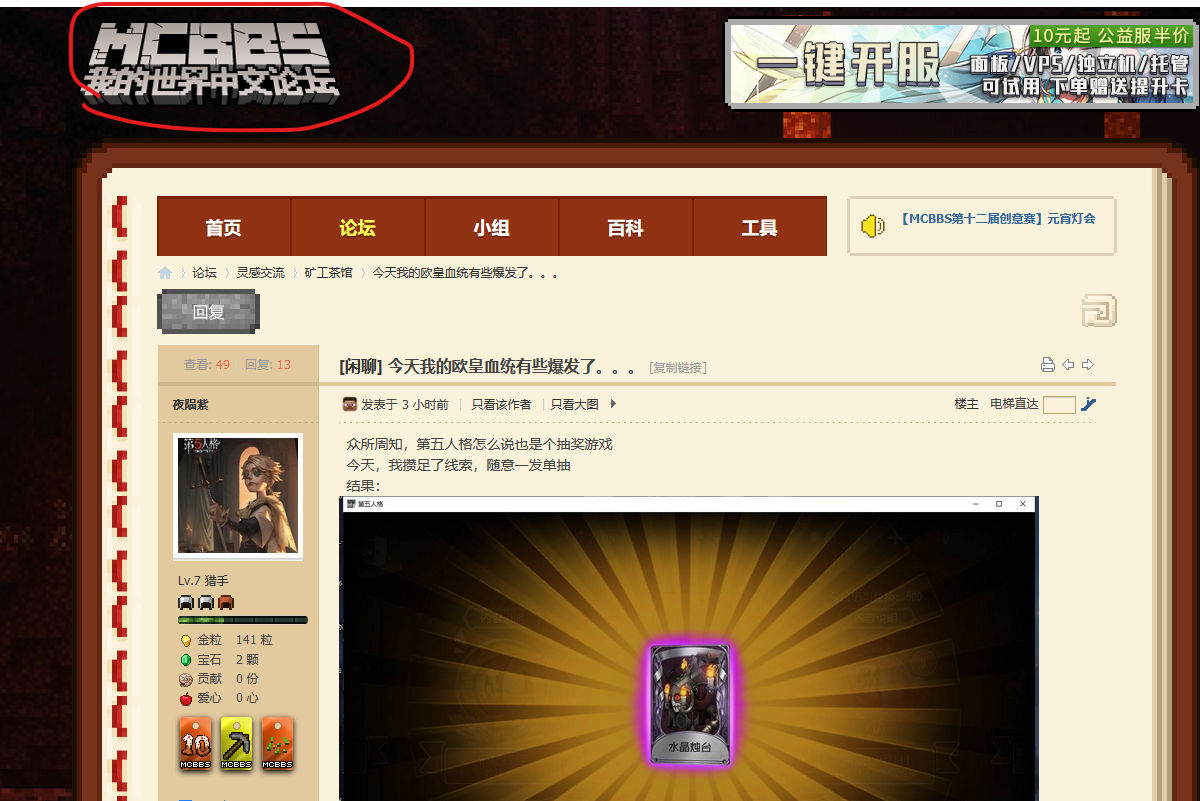 MCBBS
我的世界中文论坛
10元起 公益服半价
一键开服
面板/VPS/独立机/托管
可试用 下单赠送提升卡
首页 论坛 小组 百科 工具
【MCBBS第十二届创意赛】元宵灯会
论坛 〉 灵感交流 〉 矿工茶馆 〉 今天我的欧皇血统有些爆发了。。。
回复
查看: 49 回复: 13
[闲聊] 今天我的欧皇血统有些爆发了。。。 [复制链接]
夜陨紫
发表于 3 小时前 | 只看该作者 | 只看大图
楼主 电梯直达
第5人格
众所周知，第五人格怎么说也是个抽奖游戏
今天，我攒足了线索，随意一发单抽
结果：
第五人格
水晶烛台
Lv.7 猎手
金粒 141 粒
宝石 2 颗
贡献 0 份
爱心 0 心
10
MCBBS MCBBS MCBBS